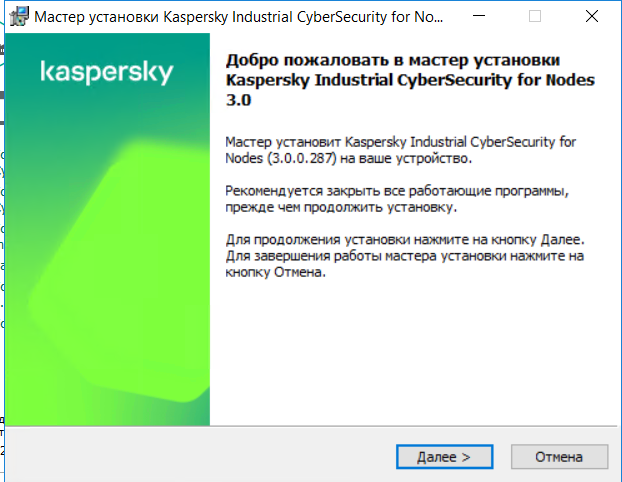 Мастер установки Kaspersky Industrial CyberSecurity for No...
kaspersky
Добро пожаловать в мастер установки
Kaspersky Industrial CyberSecurity for Nodes
3.0
Мастер установит Kaspersky Industrial CyberSecurity for
Nodes (3.0.0.287) на ваше устройство.
Рекомендуется закрыть все работающие программы,
прежде чем продолжить установку.
Для продолжения установки нажмите на кнопку Далее.
Для завершения работы мастера установки нажмите на
кнопку Отмена.
Далее >
Отмена